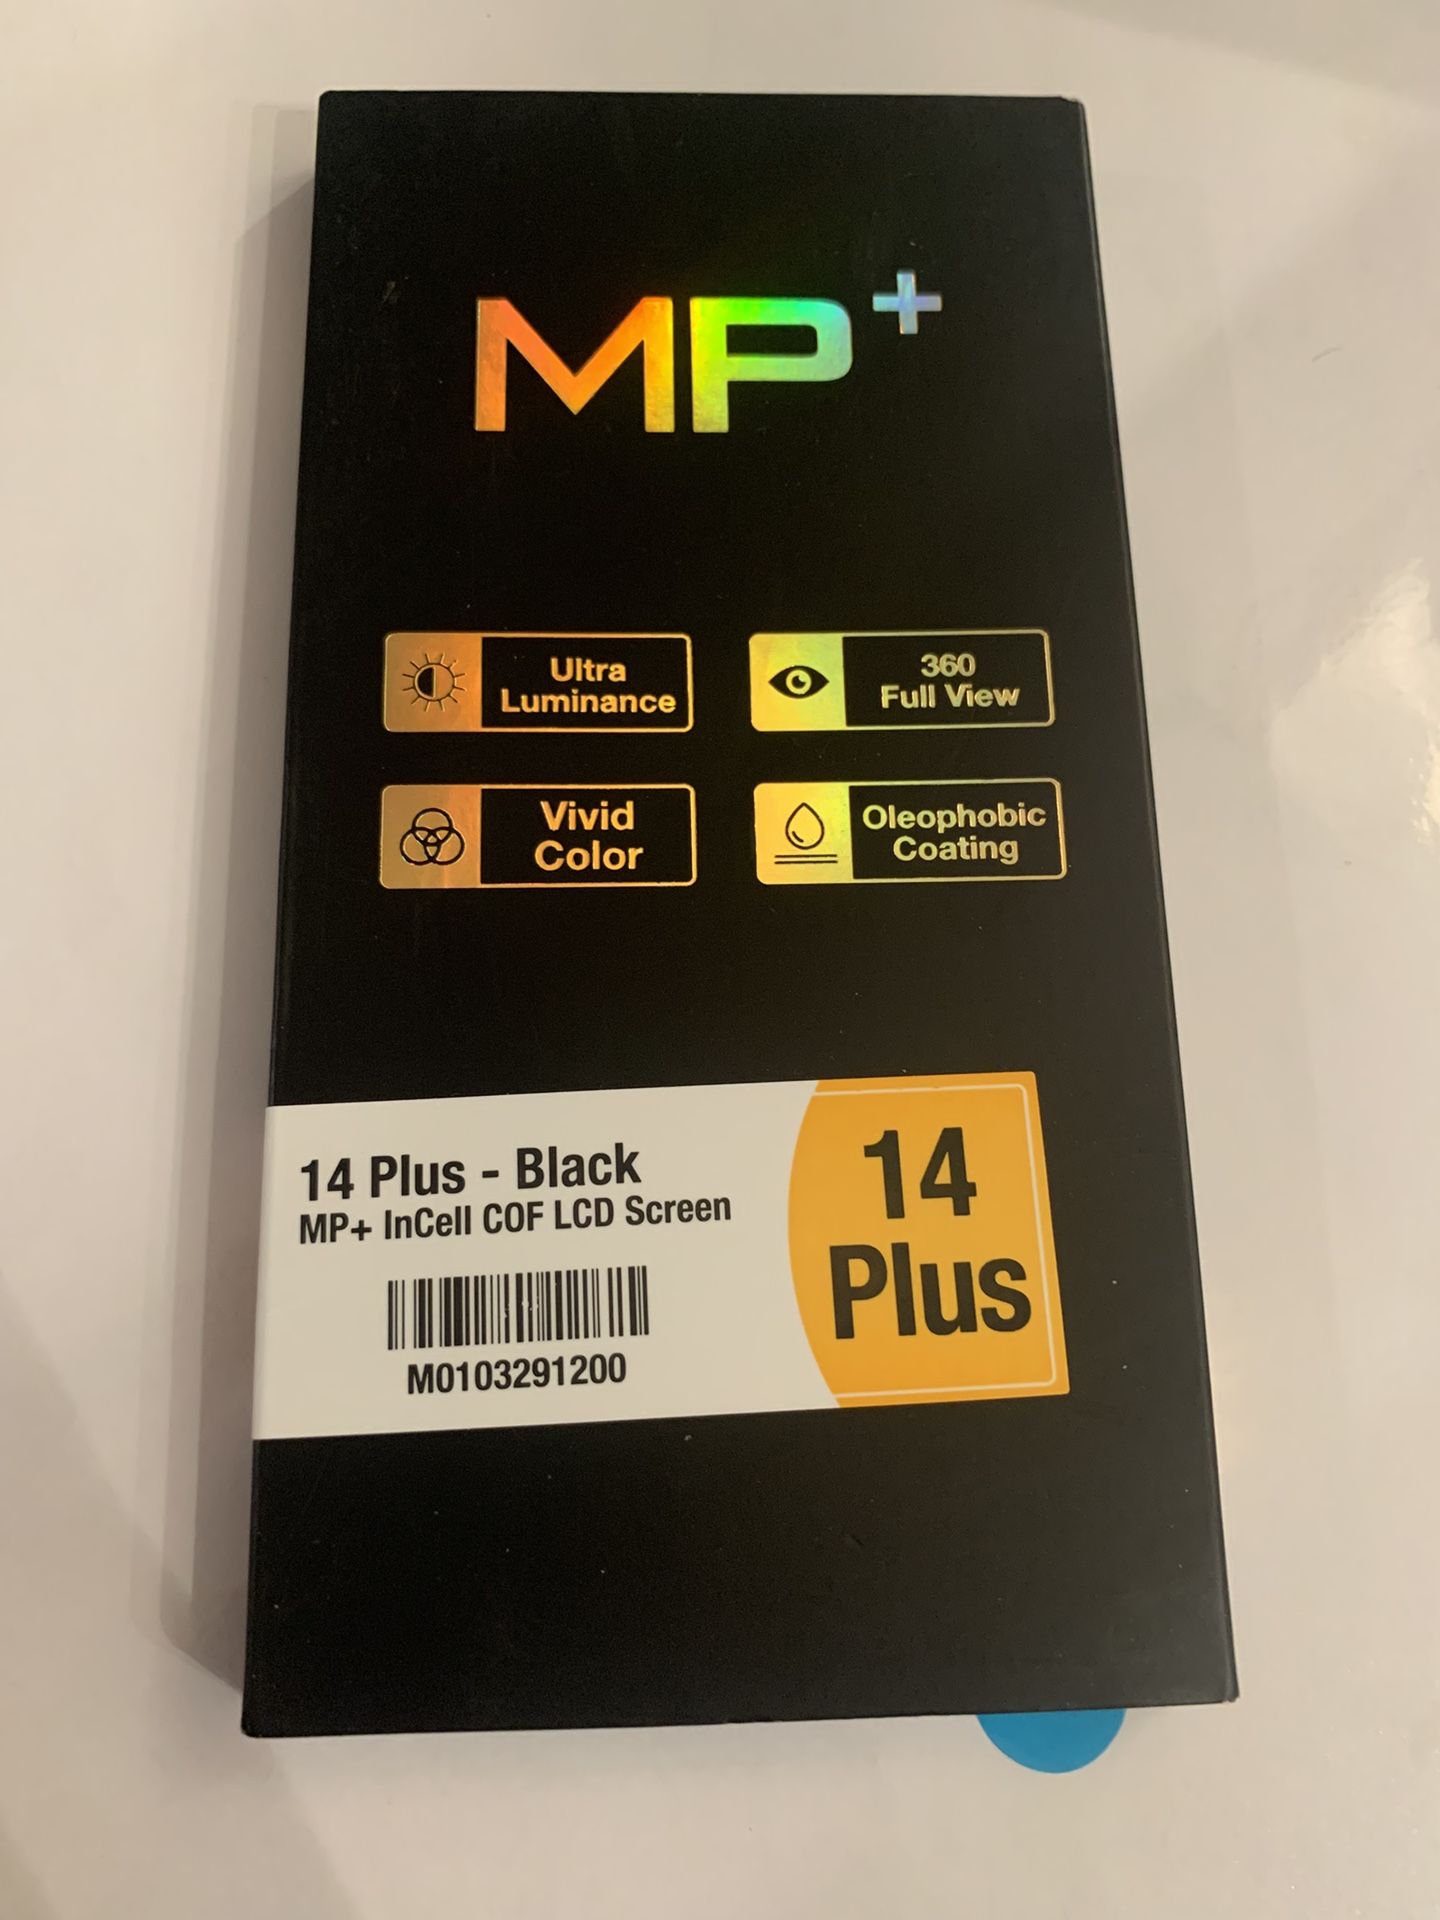 MP+
Ultra
Luminance
360
Full View
Vivid
Color
Oleophobic
Coating
14 Plus - Black
MP+ InCell COF LCD Screen
M0103291200
14
Plus